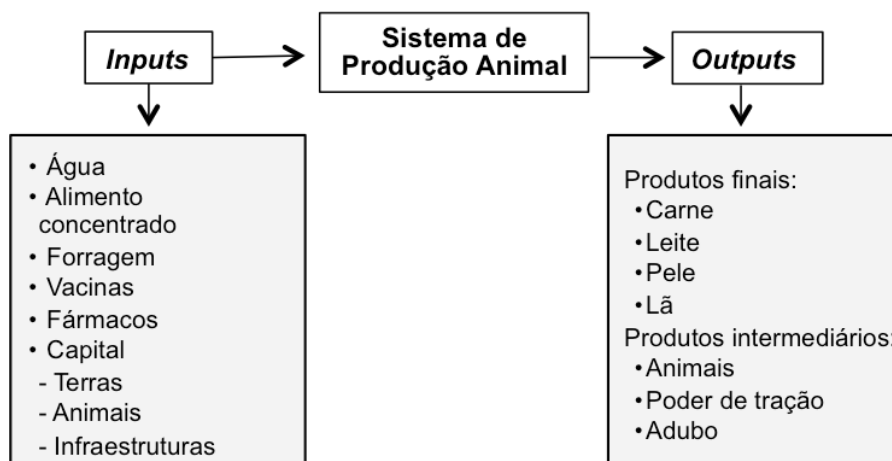 Inputs
Sistema de
Produção Animal
Outputs
• Água
• Alimento
concentrado
• Forragem
• Vacinas
• Fármacos
• Capital
- Terras
- Animais
- Infraestruturas
Produtos finais:
• Carne
• Leite
• Pele
• Lã
Produtos intermediários:
• Animais
• Poder de tração
• Adubo